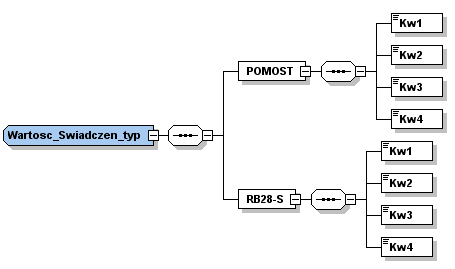 Wartosc_Swiadczen_typ
POMOST
Kw1
Kw2
Kw3
Kw4
RB28-S
Kw1
Kw2
Kw3
Kw4